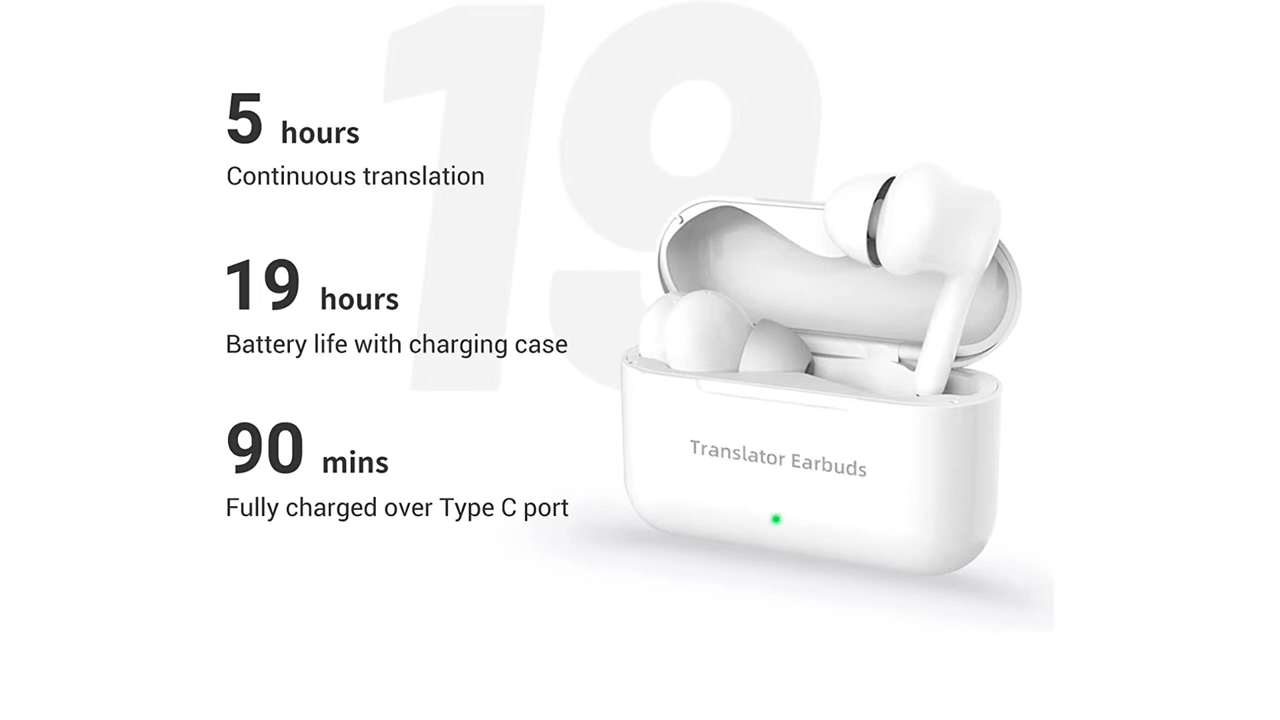 19
5 hours
Continuous translation
19 hours
Battery life with charging case
90 mins
Fully charged over Type C port
Translator Earbuds